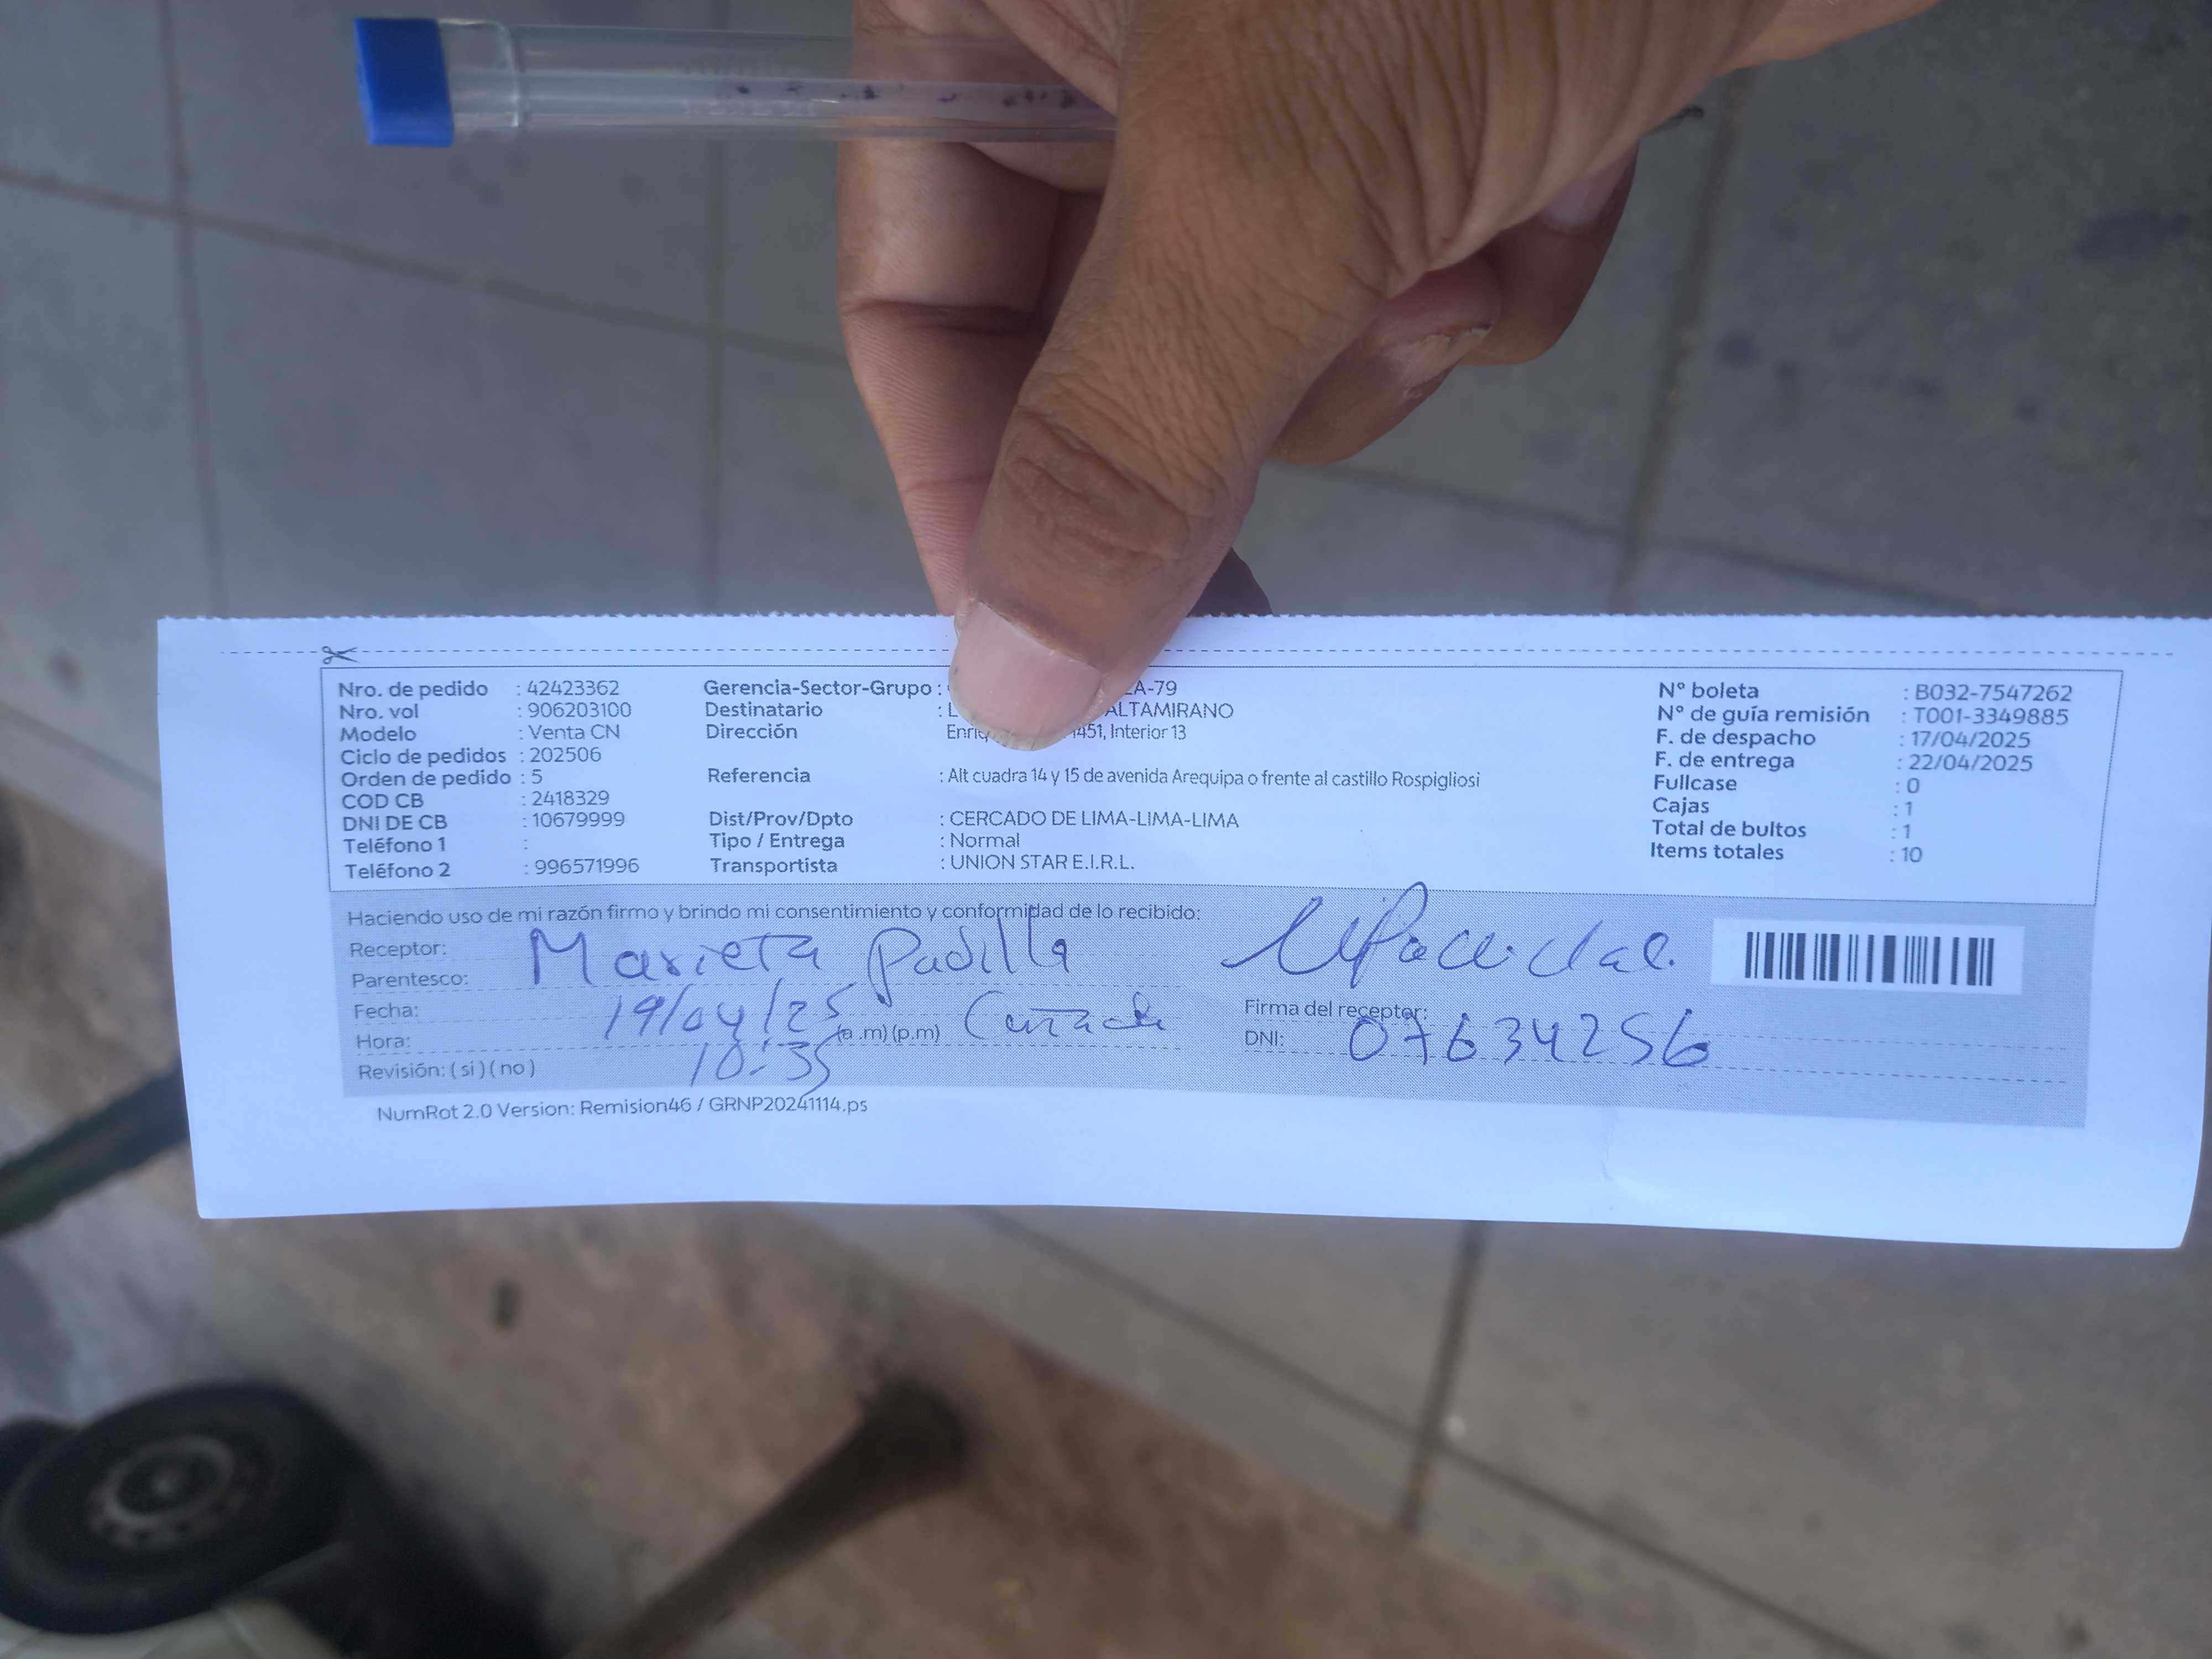 Nro. de pedido : 42423362
Nro. vol : 906203100
Modelo : Venta CN
Ciclo de pedidos : 202506
Orden de pedido : 5
COD CB : 2418329
DNI DE CB : 10679999
Teléfono 1 :
Teléfono 2 : 996571996
Gerencia-Sector-Grupo : A-79
Destinatario : ALTAMIRANO
Dirección 1451, Interior 13
Referencia : Alt cuadra 14 y 15 de avenida Arequipa o frente al castillo Rospigliosi
Dist/Prov/Dpto : CERCADO DE LIMA-LIMA-LIMA
Tipo / Entrega : Normal
Transportista : UNION STAR E.I.R.L.
N° boleta : B032-7547262
N° de guía remisión : T001-3349885
F. de despacho : 17/04/2025
F. de entrega : 22/04/2025
Fullcase : 0
Cajas : 1
Total de bultos : 1
Items totales : 10
Haciendo uso de mi razón firmo y brindo mi consentimiento y conformidad de lo recibido:
Receptor: Marieta Padilla
Parentesco:
Fecha: 19/04/25
Hora: (a .m) (p.m) Cuñada
Revisión: ( si ) ( no ) 10:35
Firma del receptor:
DNI: 07634256
NumRot 2.0 Version: Remision46 / GRNP20241114.ps